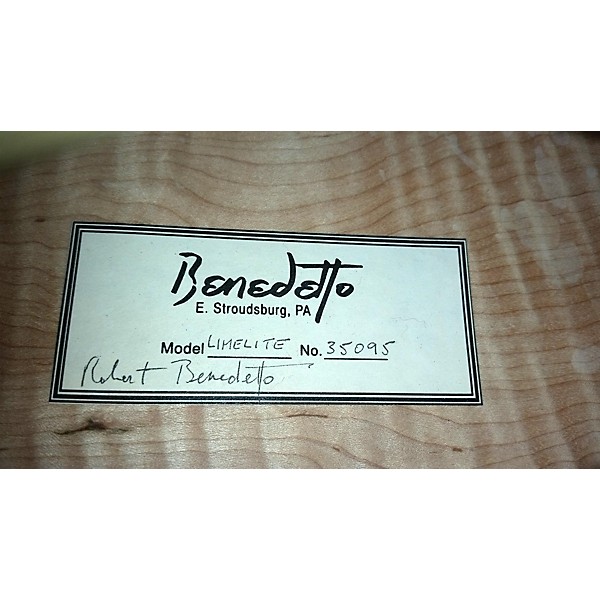 Benedetto
E. Stroudsburg, PA
Model LIMELITE No. 35095
Robert Benedetto